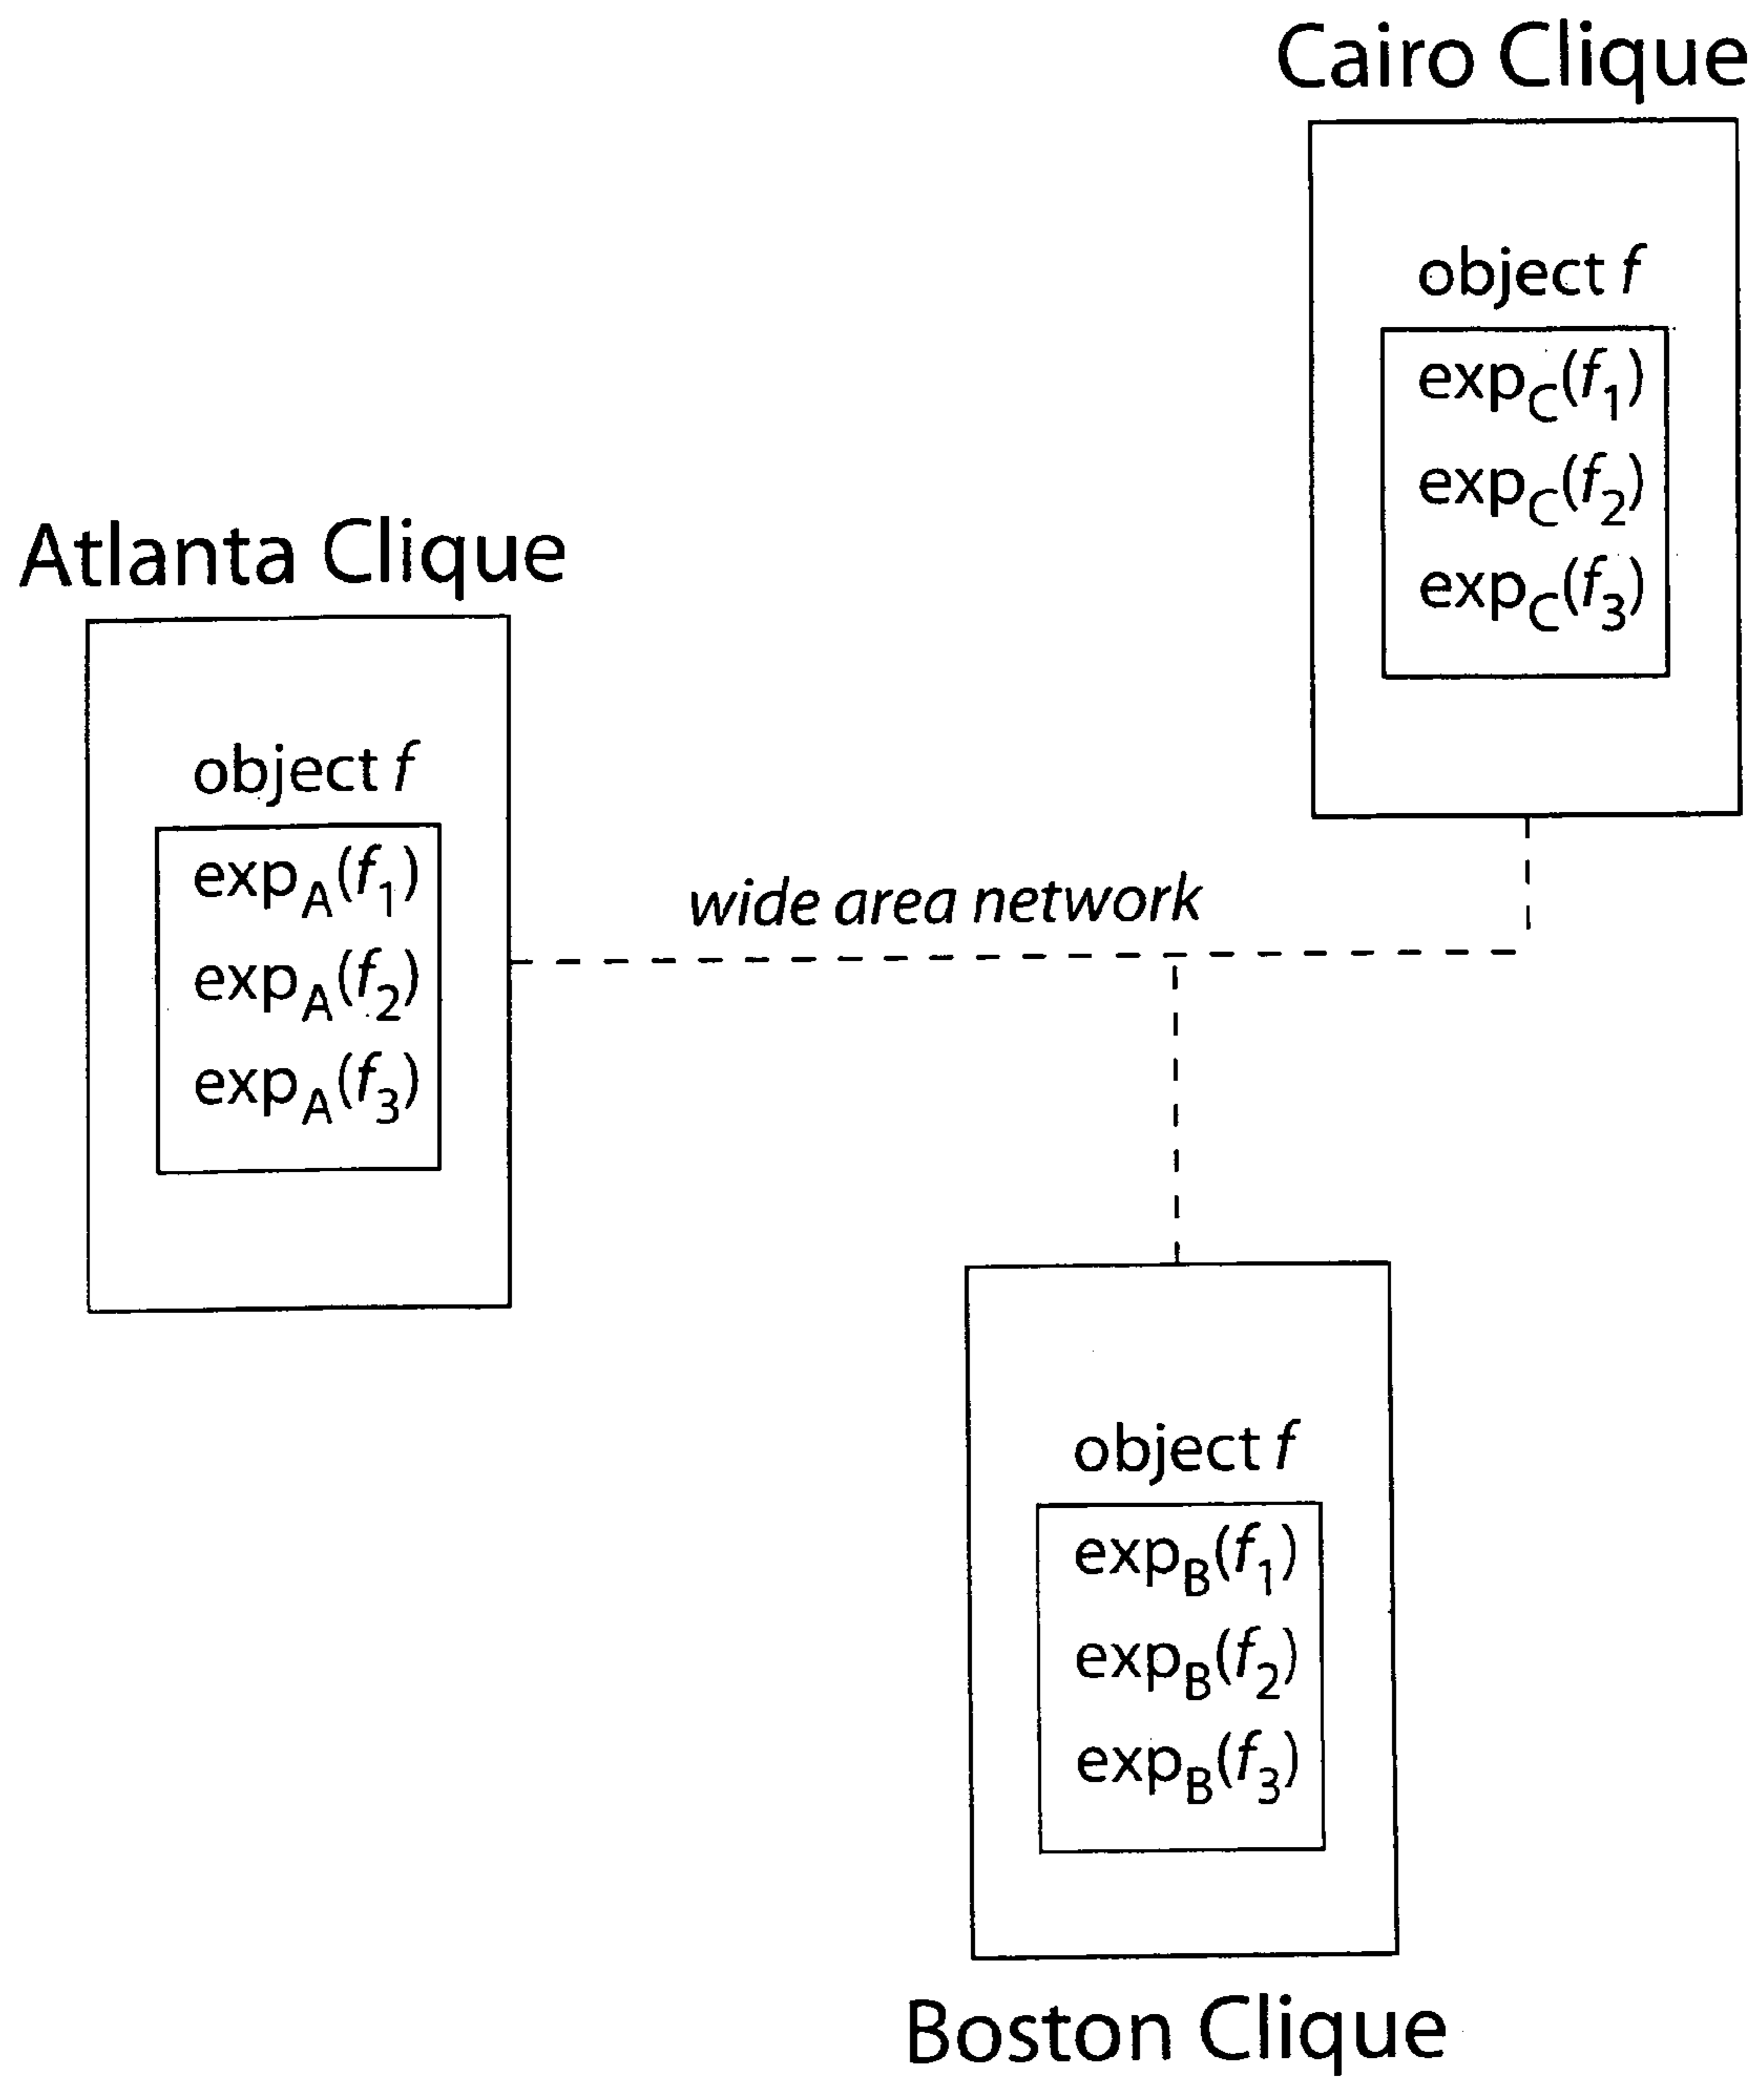 Cairo Clique
object f
exp_C(f_1)
exp_C(f_2)
exp_C(f_3)
Atlanta Clique
object f
exp_A(f_1)
exp_A(f_2)
exp_A(f_3)
wide area network
object f
exp_B(f_1)
exp_B(f_2)
exp_B(f_3)
Boston Clique